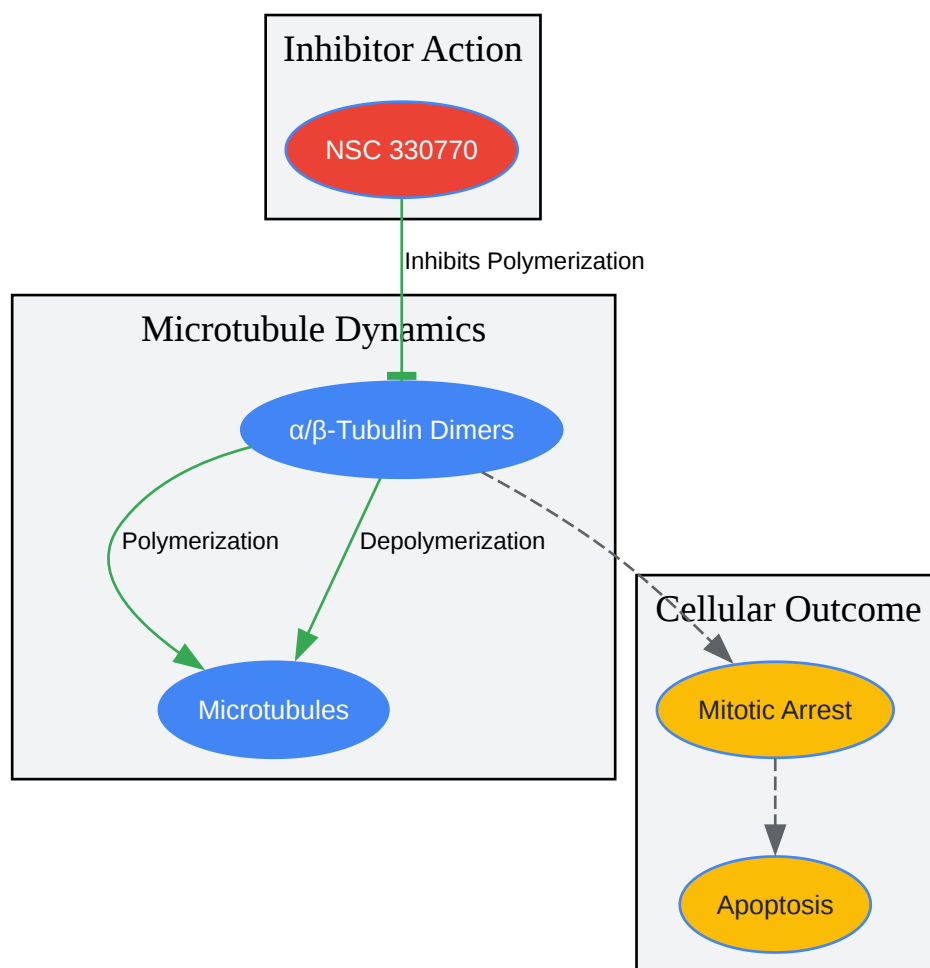 Inhibitor Action
NSC 330770
Inhibits Polymerization
Microtubule Dynamics
α/β-Tubulin Dimers
Polymerization
Depolymerization
Microtubules
Cellular Outcome
Mitotic Arrest
Apoptosis